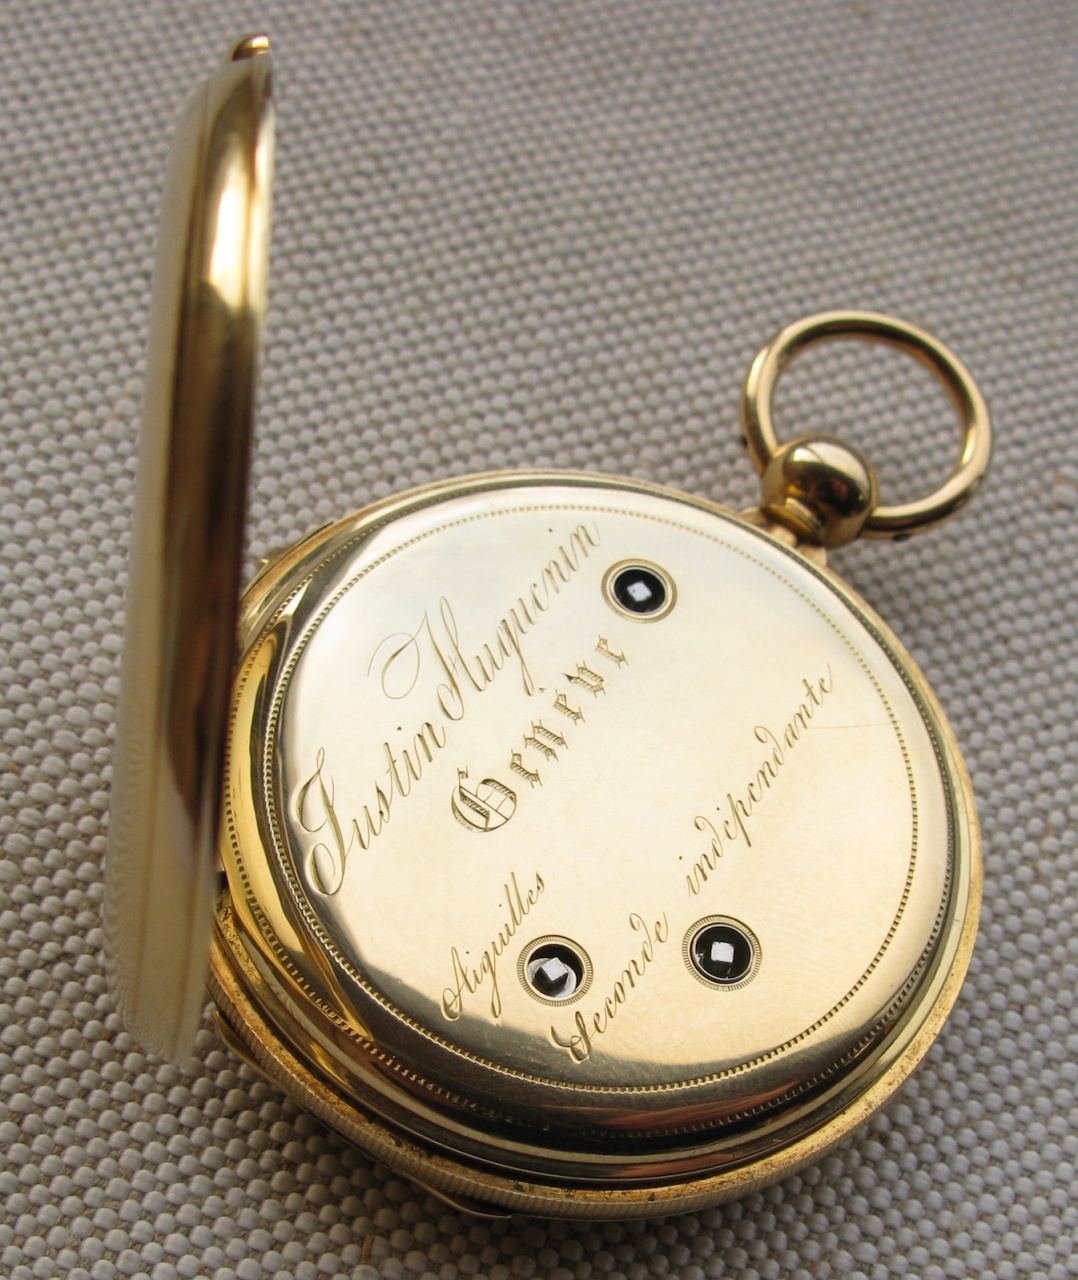 Justin Huguenin
Genève
Aiguilles
Seconde indépendante